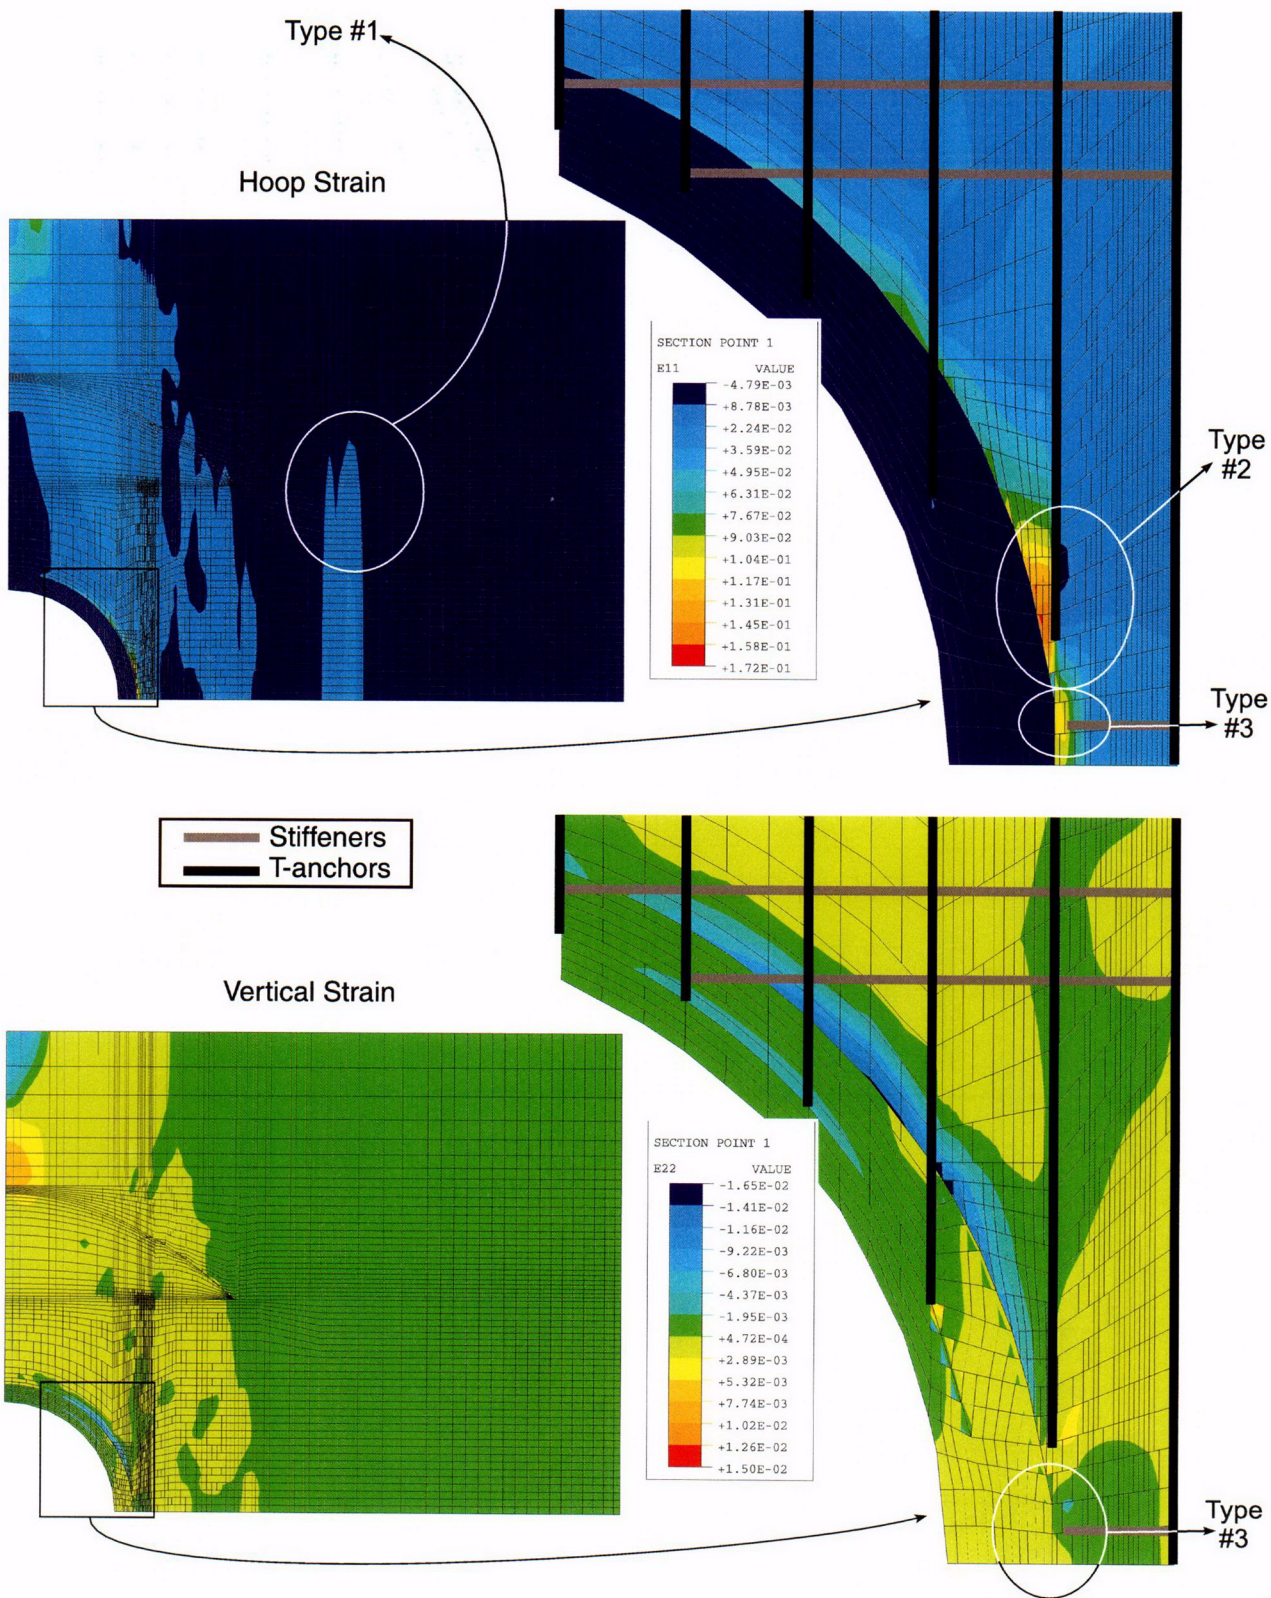 Type #1
Hoop Strain
SECTION POINT 1
E11 VALUE
-4.79E-03
+8.78E-03
+2.24E-02
+3.59E-02
+4.95E-02
+6.31E-02
+7.67E-02
+9.03E-02
+1.04E-01
+1.17E-01
+1.31E-01
+1.45E-01
+1.58E-01
+1.72E-01
Type
#2
Type
#3
Stiffeners
T-anchors
Vertical Strain
SECTION POINT 1
E22 VALUE
-1.65E-02
-1.41E-02
-1.16E-02
-9.22E-03
-6.80E-03
-4.37E-03
-1.95E-03
+4.72E-04
+2.89E-03
+5.32E-03
+7.74E-03
+1.02E-02
+1.26E-02
+1.50E-02
Type
#3